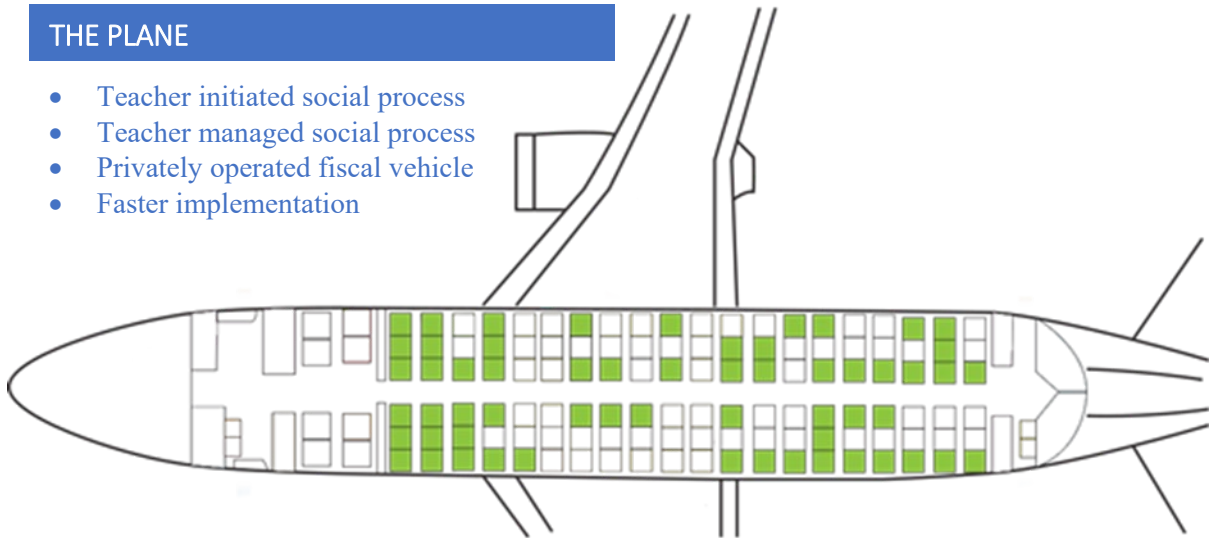 THE PLANE
• Teacher initiated social process
• Teacher managed social process
• Privately operated fiscal vehicle
• Faster implementation